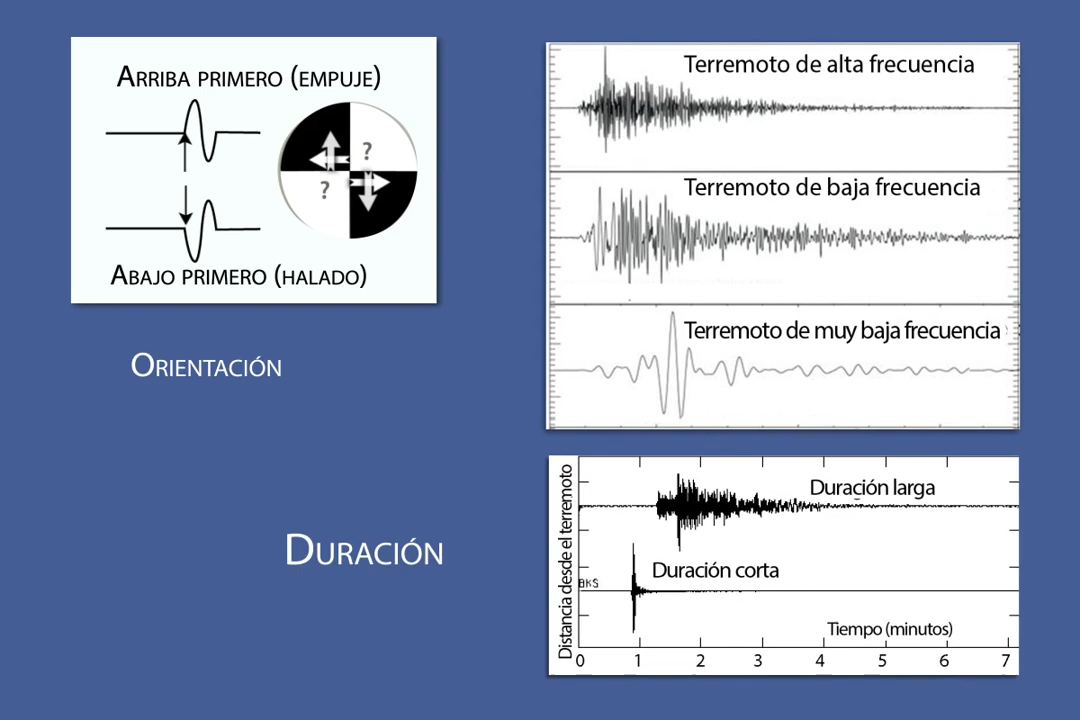 ARRIBA PRIMERO (EMPUJE)
?
?
ABAJO PRIMERO (HALADO)
ORIENTACIÓN
Terremoto de alta frecuencia
Terremoto de baja frecuencia
Terremoto de muy baja frecuencia
DURACIÓN
Distancia desde el terremoto
Duración larga
Duración corta
BKS
Tiempo (minutos)
0 1 2 3 4 5 6 7